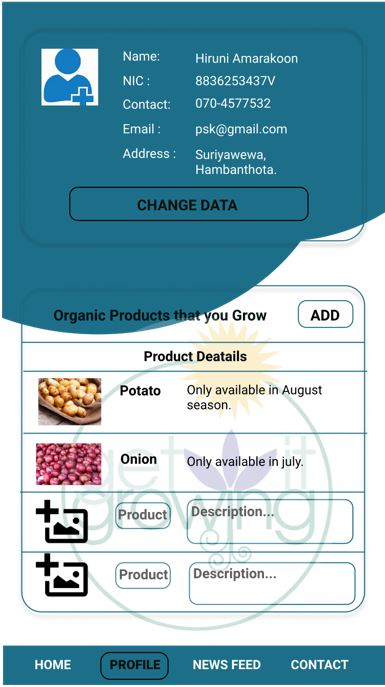 Name: Hiruni Amarakoon
NIC : 8836253437V
Contact: 070-4577532
Email : psk@gmail.com
Address : Suriyawewa,
Hambanthota.
CHANGE DATA
Organic Products that you Grow ADD
Product Deatails
Potato Only available in August
season.
Onion Only available in july.
get it
growing
Product Description...
Product Description...
HOME PROFILE NEWS FEED CONTACT